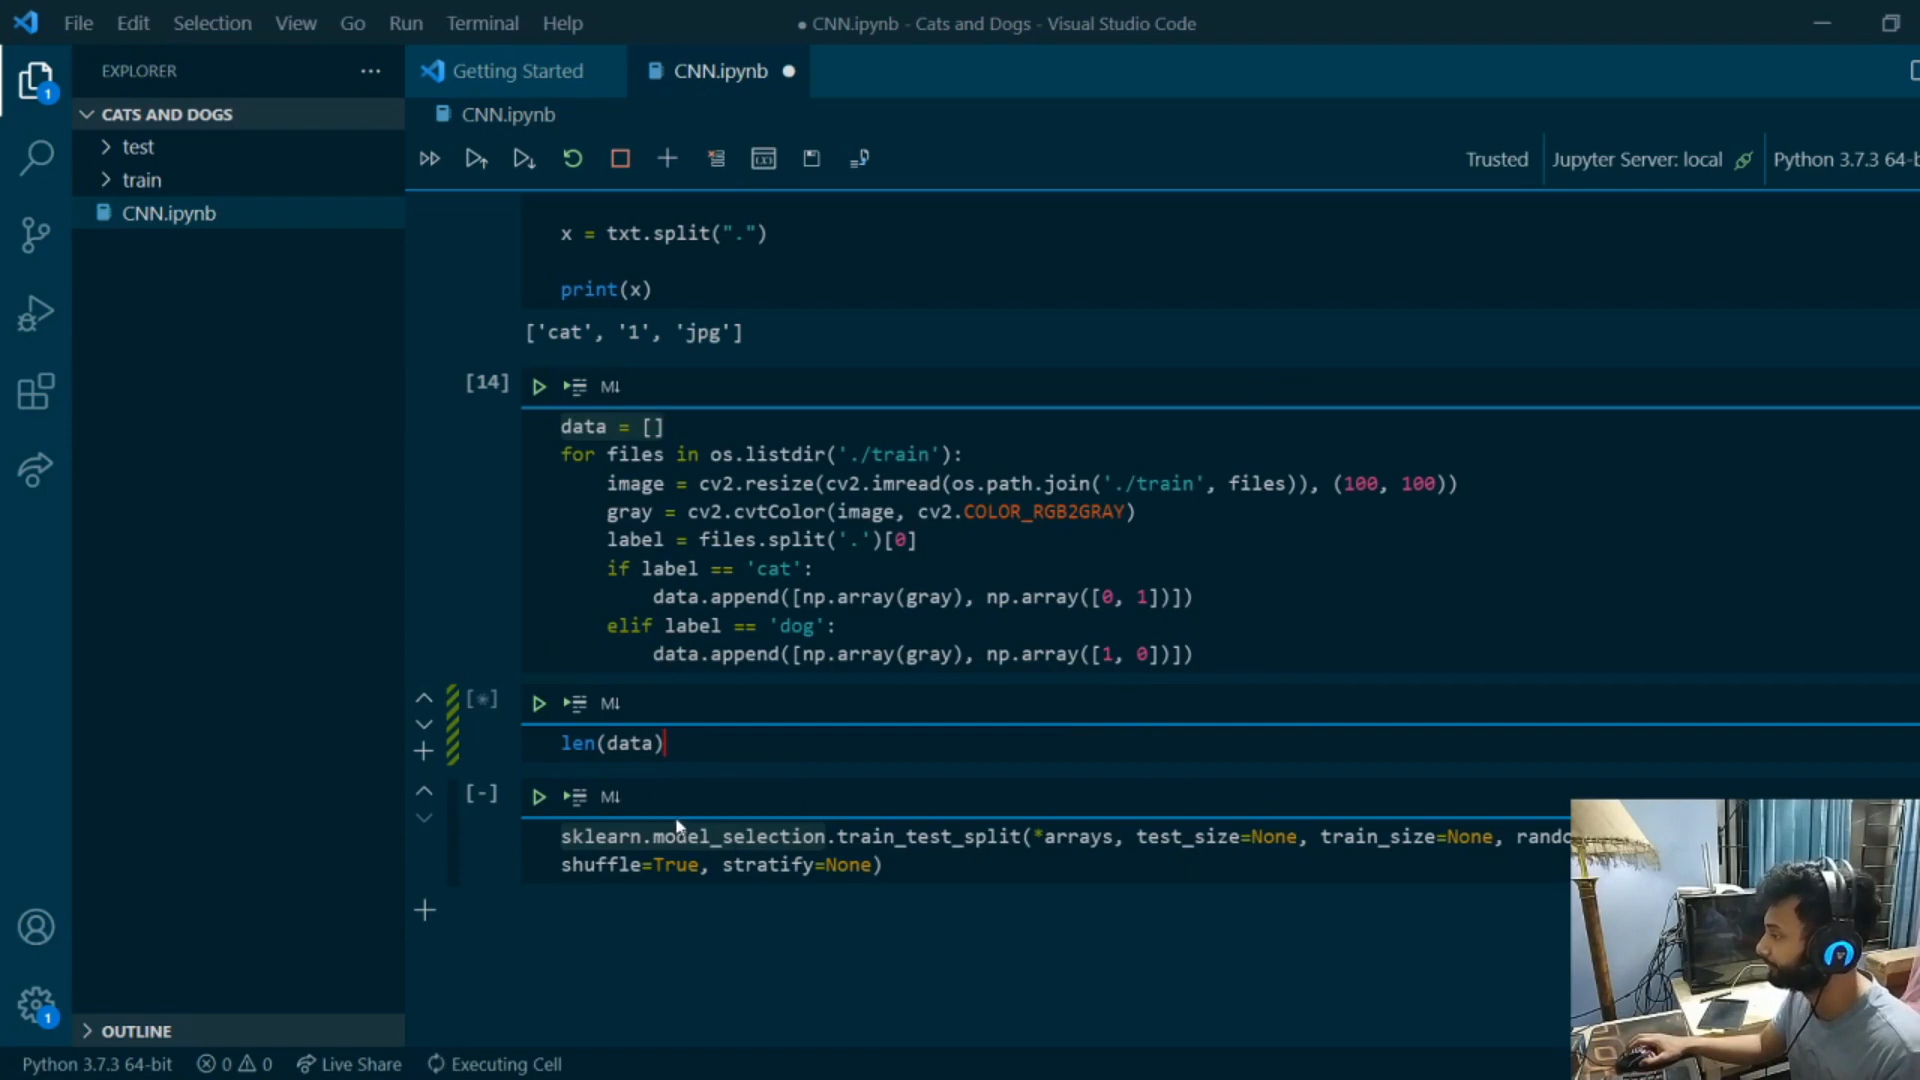 File Edit Selection View Go Run Terminal Help
● CNN.ipynb - Cats and Dogs - Visual Studio Code
EXPLORER ···
Getting Started
CNN.ipynb ●
CATS AND DOGS
CNN.ipynb
test
train
CNN.ipynb
1
Trusted
Jupyter Server: local
Python 3.7.3 64-b
x = txt.split(".")
print(x)
['cat', '1', 'jpg']
[14]
M↓
data = []
for files in os.listdir('./train'):
image = cv2.resize(cv2.imread(os.path.join('./train', files)), (100, 100))
gray = cv2.cvtColor(image, cv2.COLOR_RGB2GRAY)
label = files.split('.')[0]
if label == 'cat':
data.append([np.array(gray), np.array([0, 1])])
elif label == 'dog':
data.append([np.array(gray), np.array([1, 0])])
[*]
M↓
len(data)
[-]
M↓
sklearn.model_selection.train_test_split(*arrays, test_size=None, train_size=None, rando
shuffle=True, stratify=None)
1
OUTLINE
Python 3.7.3 64-bit
0 0
Live Share
Executing Cell